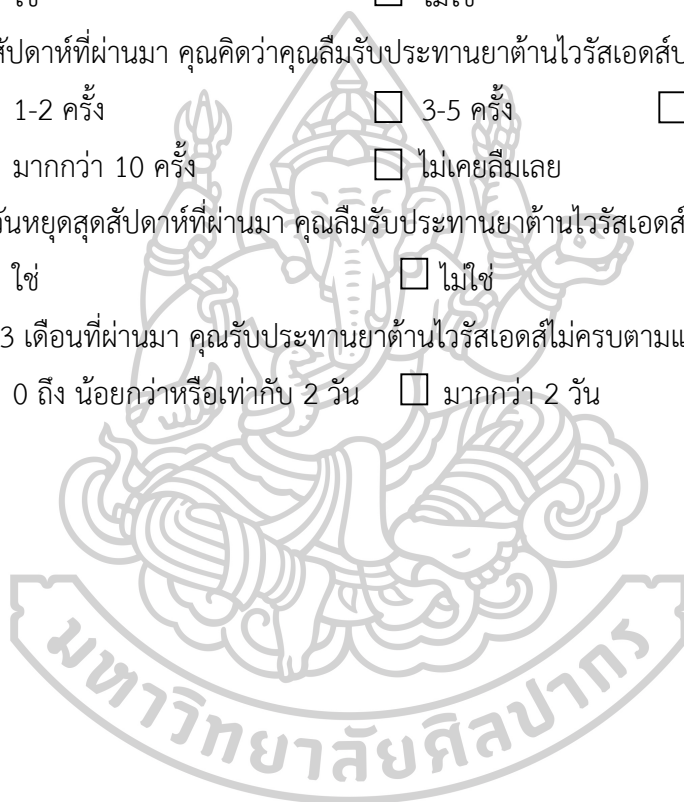 ใช่ ☐ ไม่ใช่
สัปดาห์ที่ผ่านมา คุณคิดว่าคุณลืมรับประทานยาต้านไวรัสเอดส์
1-2 ครั้ง ☐ 3-5 ครั้ง ☐
มากกว่า 10 ครั้ง ☐ ไม่เคยลืมเลย
วันหยุดสุดสัปดาห์ที่ผ่านมา คุณลืมรับประทานยาต้านไวรัสเอดส์
ใช่ ☐ ไม่ใช่
3 เดือนที่ผ่านมา คุณรับประทานยาต้านไวรัสเอดส์ไม่ครบตาม
0 ถึง น้อยกว่าหรือเท่ากับ 2 วัน ☐ มากกว่า 2 วัน
มหาวิทยาลัยศิลปากร